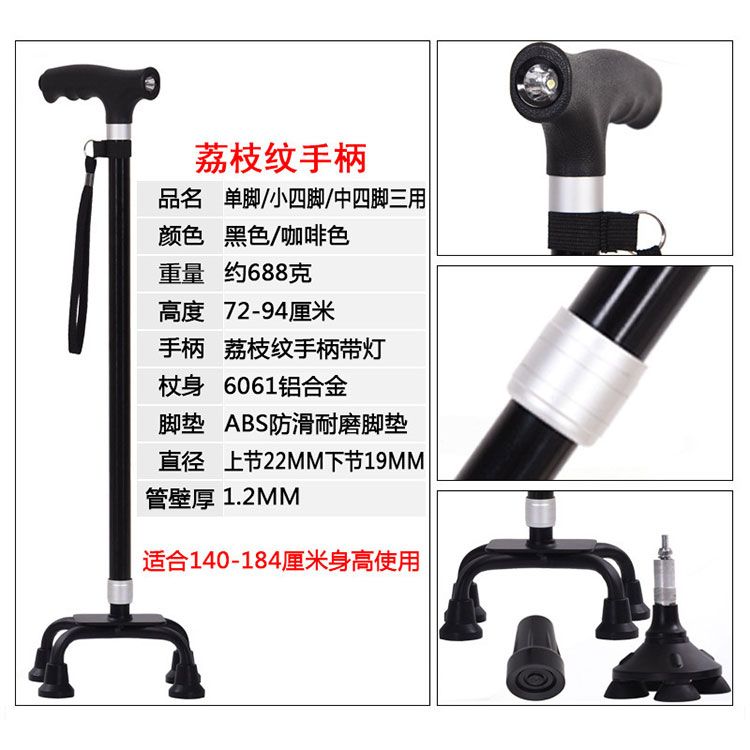 荔枝纹手柄
品名 单脚/小四脚/中四脚三用
颜色 黑色/咖啡色
重量 约688克
高度 72-94厘米
手柄 荔枝纹手柄带灯
杖身 6061铝合金
脚垫 ABS防滑耐磨脚垫
直径 上节22MM下节19MM
管壁厚 1.2MM
适合140-184厘米身高使用